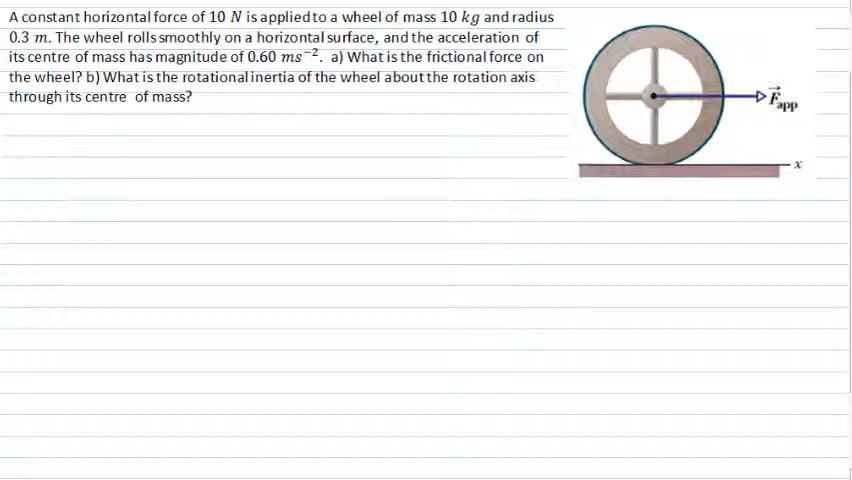 A constant horizontal force of 10 N is applied to a wheel of mass 10 kg and radius
0.3 m. The wheel rolls smoothly on a horizontal surface, and the acceleration of
its centre of mass has magnitude of 0.60 ms⁻². a) What is the frictional force on
the wheel? b) What is the rotational inertia of the wheel about the rotation axis
through its centre of mass?
F⃗app
x